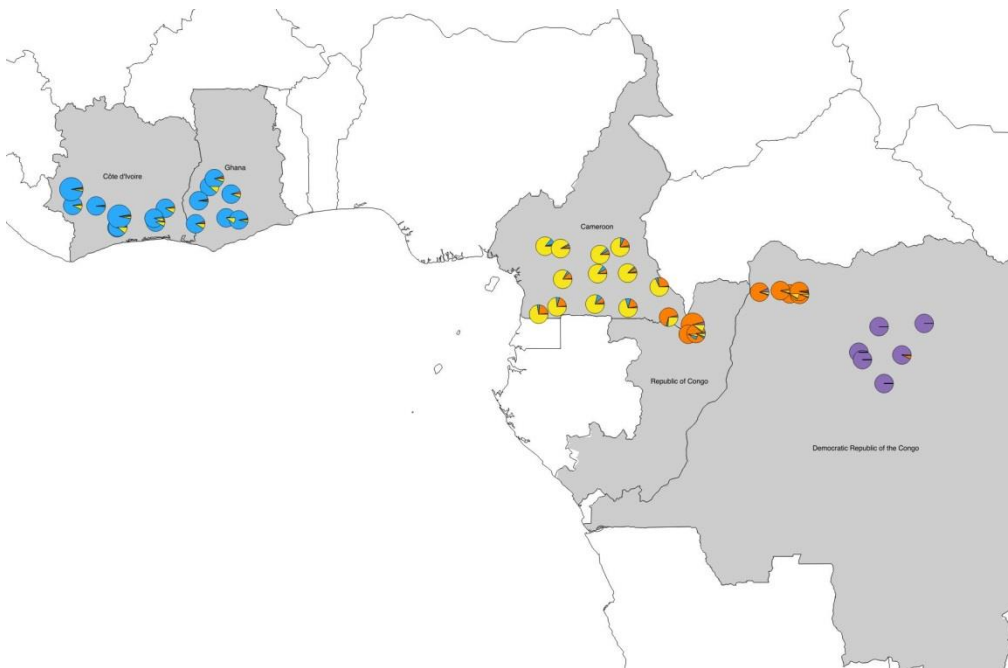 Côte d'Ivoire
Ghana
Cameroon
Republic of Congo
Democratic Republic of the Congo